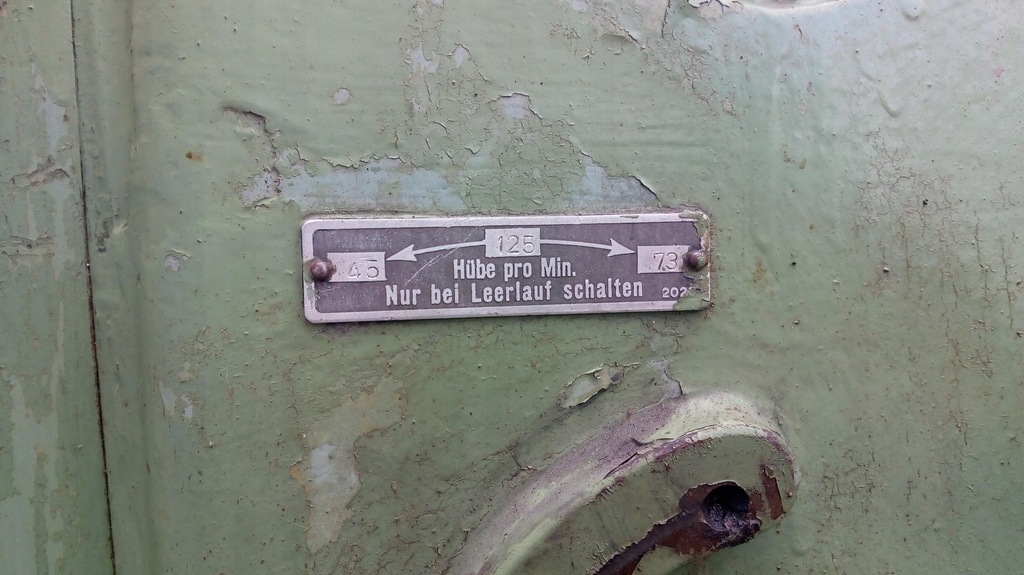 125
45 73
Hübe pro Min.
Nur bei Leerlauf schalten